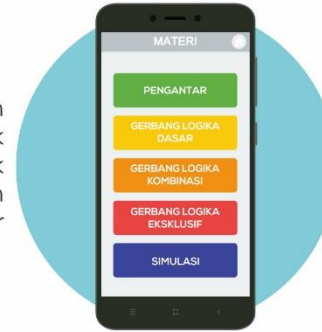 MATERI
PENGANTAR
GERBANG LOGIKA
DASAR
GERBANG LOGIKA
KOMBINASI
GERBANG LOGIKA
EKSKLUSIF
SIMULASI